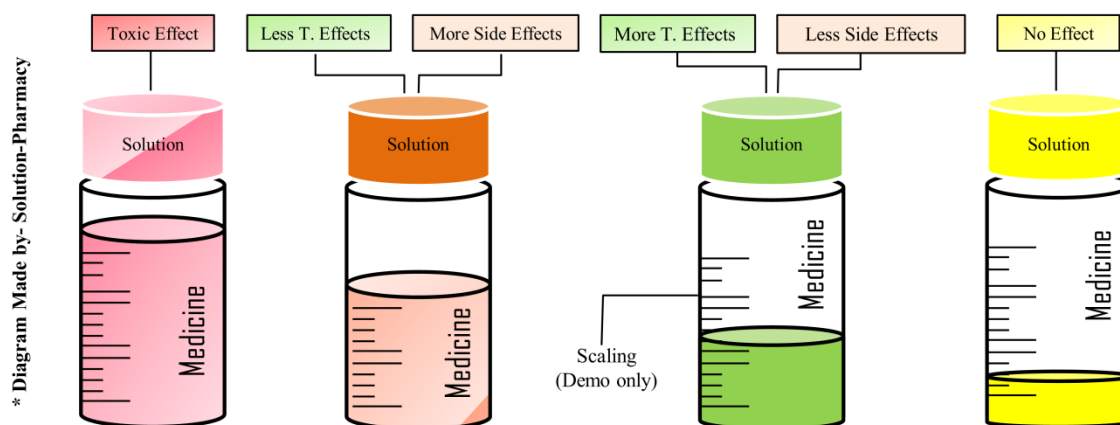 * Diagram Made by- Solution-Pharmacy
Toxic Effect
Less T. Effects
More Side Effects
More T. Effects
Less Side Effects
No Effect
Solution
Solution
Solution
Solution
Medicine
Medicine
Medicine
Medicine
Scaling
(Demo only)